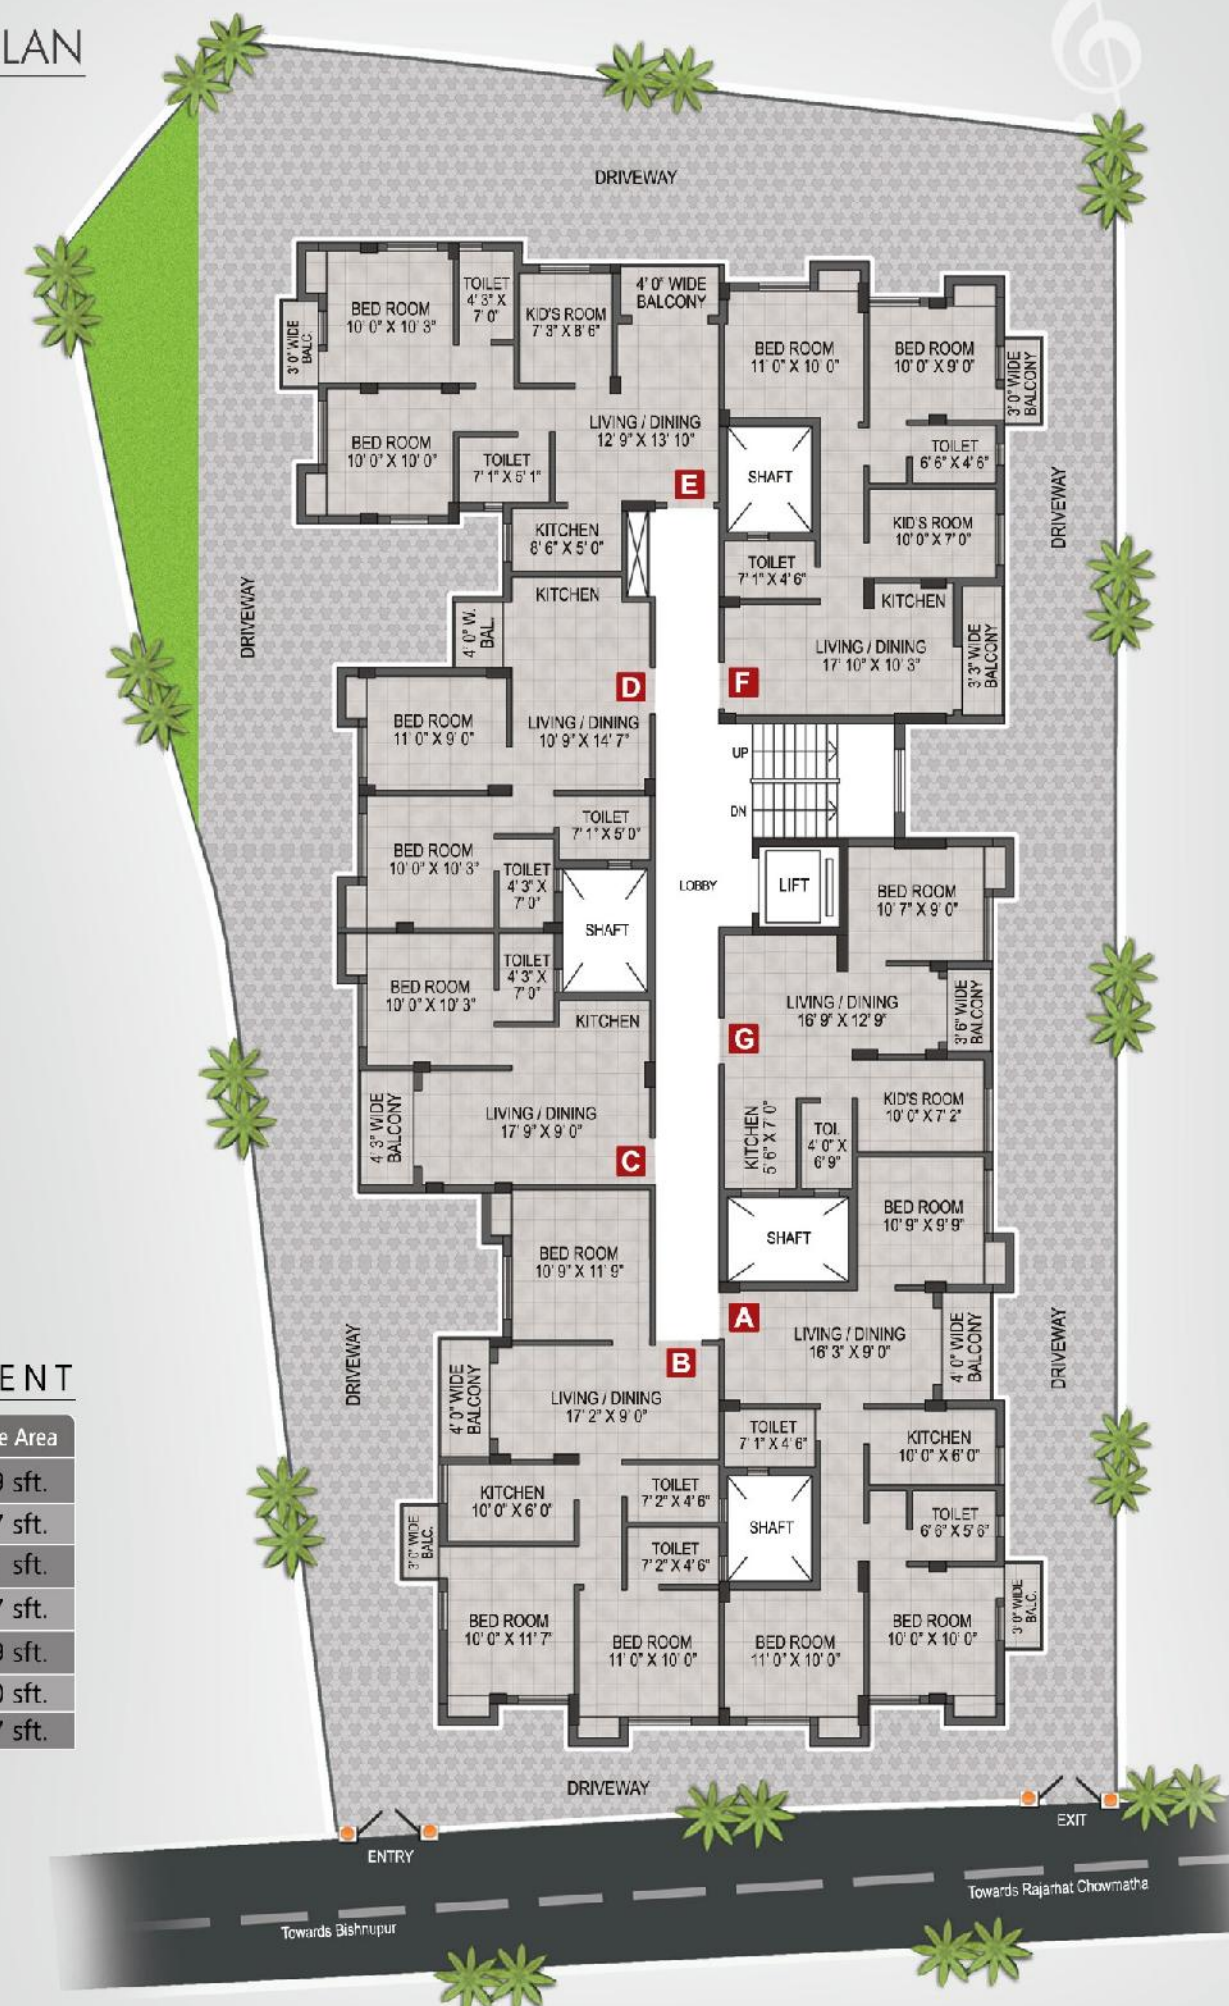 LAN
DRIVEWAY
BED ROOM
10' 0" X 10' 3"
TOILET
4' 3" X
7' 0"
KID'S ROOM
7' 3" X 8' 6"
4' 0" WIDE
BALCONY
3' 0" WIDE
BALC.
BED ROOM
11' 0" X 10' 0"
BED ROOM
10' 0" X 9' 0"
3' 0" WIDE
BALCONY
BED ROOM
10' 0" X 10' 0"
TOILET
7' 1" X 5' 1"
LIVING / DINING
12' 9" X 13' 10"
E
SHAFT
TOILET
6' 6" X 4' 6"
DRIVEWAY
KITCHEN
8' 6" X 5' 0"
KID'S ROOM
10' 0" X 7' 0"
TOILET
7' 1" X 4' 6"
DRIVEWAY
KITCHEN
4' 0" W.
BAL.
KITCHEN
LIVING / DINING
17' 10" X 10' 3"
3' 3" WIDE
BALCONY
D
F
BED ROOM
11' 0" X 9' 0"
LIVING / DINING
10' 9" X 14' 7"
UP
DN
TOILET
7' 1" X 5' 0"
BED ROOM
10' 0" X 10' 3"
TOILET
4' 3" X
7' 0"
LOBBY
LIFT
BED ROOM
10' 7" X 9' 0"
SHAFT
BED ROOM
10' 0" X 10' 3"
TOILET
4' 3" X
7' 0"
KITCHEN
LIVING / DINING
16' 9" X 12' 9"
3' 6" WIDE
BALCONY
G
4' 3" WIDE
BALCONY
LIVING / DINING
17' 9" X 9' 0"
C
KITCHEN
5' 6" X 7' 0"
TOI.
4' 0" X
6' 9"
KID'S ROOM
10' 0" X 7' 2"
BED ROOM
10' 9" X 9' 9"
SHAFT
BED ROOM
10' 9" X 11' 9"
A
LIVING / DINING
16' 3" X 9' 0"
4' 0" WIDE
BALCONY
DRIVEWAY
DRIVEWAY
B
4' 0" WIDE
BALCONY
LIVING / DINING
17' 2" X 9' 0"
TOILET
7' 1" X 4' 6"
KITCHEN
10' 0" X 6' 0"
KITCHEN
10' 0" X 6' 0"
TOILET
7' 2" X 4' 6"
SHAFT
TOILET
6' 6" X 5' 6"
3' 0" WIDE
BALC.
TOILET
7' 2" X 4' 6"
BED ROOM
10' 0" X 11' 7"
BED ROOM
11' 0" X 10' 0"
BED ROOM
11' 0" X 10' 0"
BED ROOM
10' 0" X 10' 0"
3' 0" WIDE
BALC.
ENT
e Area
9 sft.
7 sft.
sft.
7 sft.
9 sft.
0 sft.
7 sft.
DRIVEWAY
ENTRY
EXIT
Towards Bishnupur
Towards Rajarhat Chowmatha